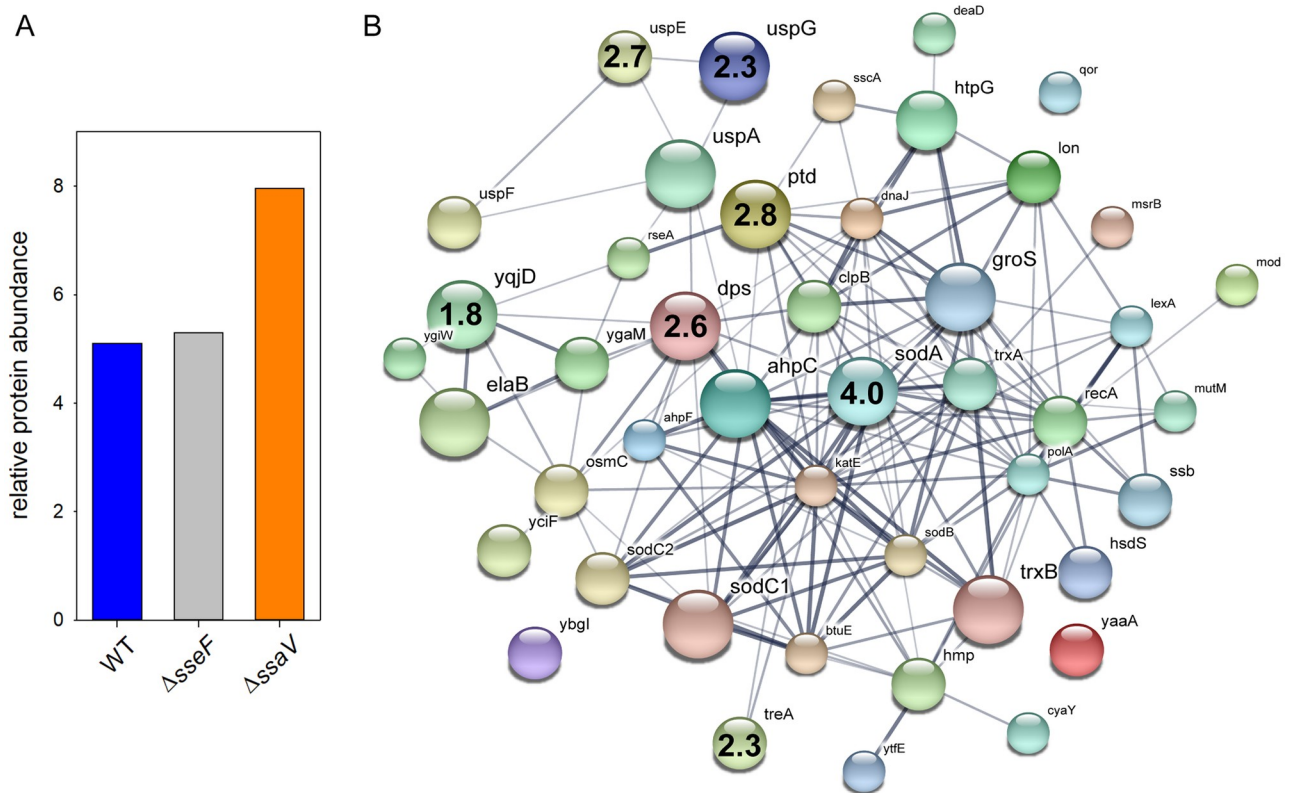 A
relative protein abundance
8
6
4
2
0
WT
ΔsseF
ΔssaV
B
deaD
uspE
2.7
uspG
2.3
qor
sscA
htpG
uspA
lon
ptd
2.8
dnaJ
uspF
msrB
rseA
groS
mod
yqjD
1.8
dps
2.6
clpB
lexA
ygiW
ygaM
sodA
4.0
trxA
ahpC
elaB
recA
mutM
ahpF
osmC
katE
polA
ssb
yciF
sodC2
sodB
hsdS
sodC1
trxB
ybgI
btuE
yaaA
hmp
treA
2.3
cyaY
ytfE